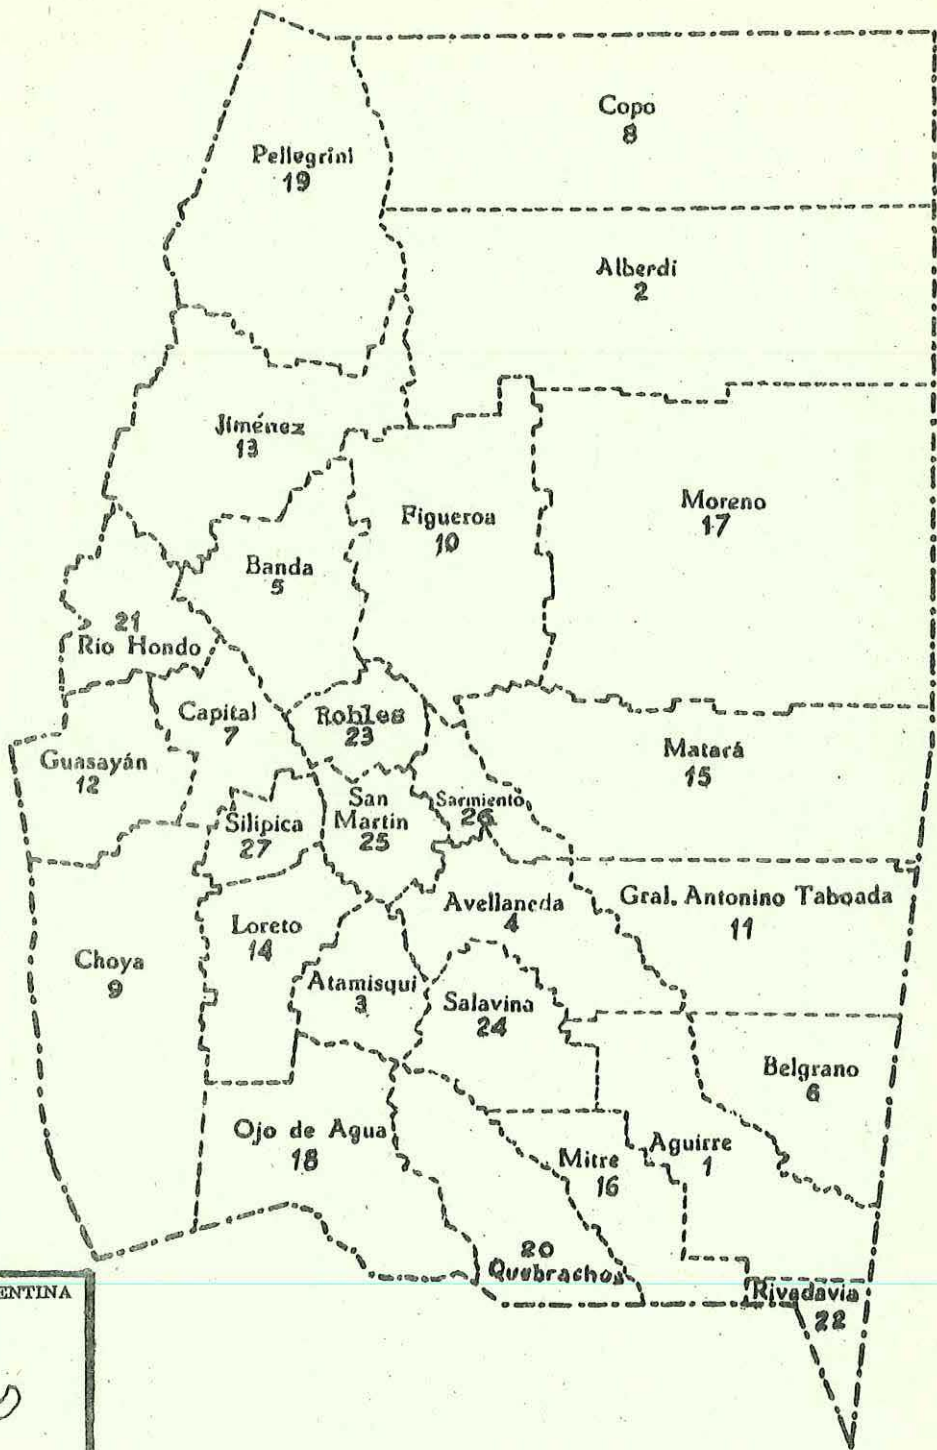 Copo
8
Pellegrini
19
Alberdi
2
Jiménez
13
Moreno
17
Figueroa
10
Banda
5
21
Rio Hondo
Capital
7
Robles
23
Matará
15
Guasayán
12
San
Martin
25
Sarmiento
26
Silipica
27
Gral. Antonino Taboada
11
Avellaneda
4
Loreto
14
Choya
9
Atamisqui
3
Salavina
24
Belgrano
6
Ojo de Agua
18
Aguirre
1
Mitre
16
20
Quebrachos
Rivadavia
22
ENTINA